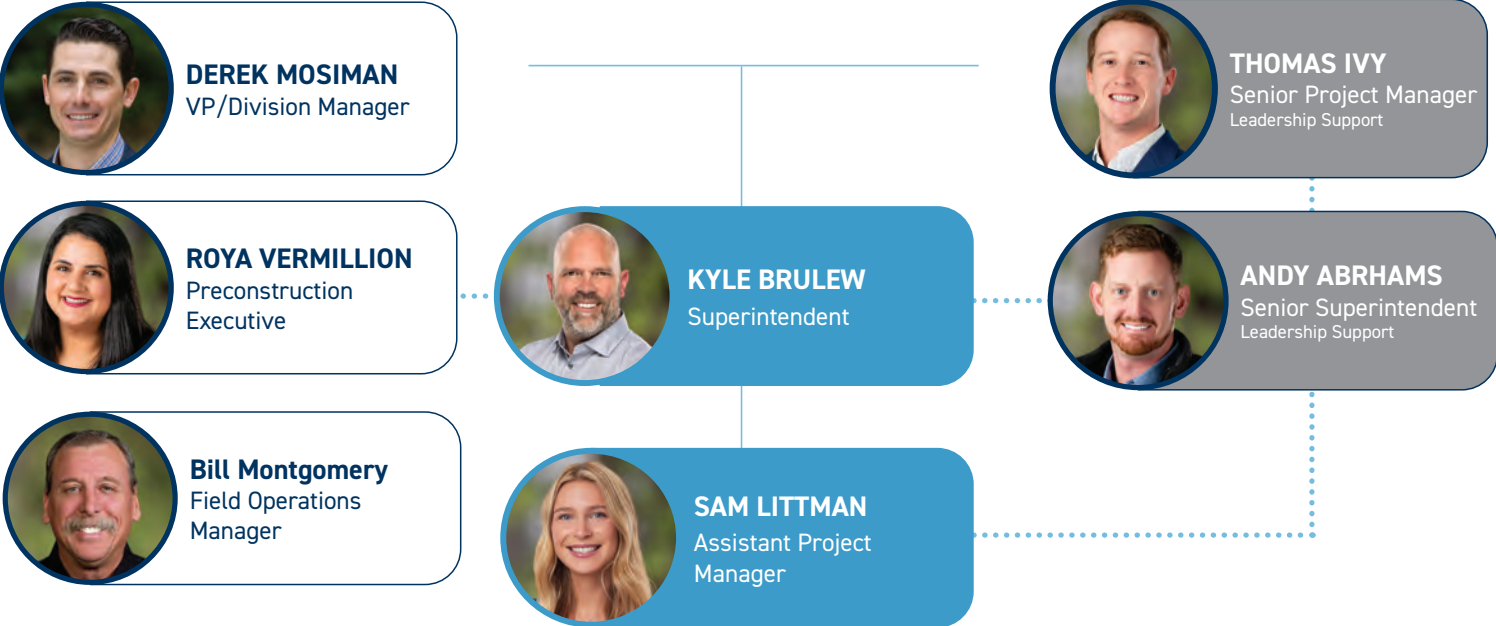 DEREK MOSIMAN
VP/Division Manager
THOMAS IVY
Senior Project Manager
Leadership Support
ROYA VERMILLION
Preconstruction
Executive
KYLE BRULEW
Superintendent
ANDY ABRHAMS
Senior Superintendent
Leadership Support
Bill Montgomery
Field Operations
Manager
SAM LITTMAN
Assistant Project
Manager